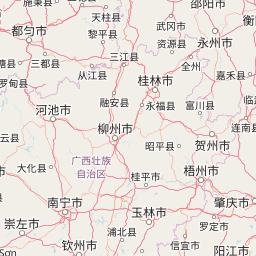 施秉县
邵阳市
天柱县
武冈市
都匀市
黎平县
永州市
资源县
三江县
三都县
全州
从江县
嘉禾县
罗甸县
桂林市
融安县
永福县
富川县
河池市
柳州市
连南县
贺州市
昭平县
大化县
广西壮族
自治区
梧州市
桂平市
南宁市
肇庆市
玉林市
崇左市
罗定市
浦北县
信宜市
钦州市
阳江市